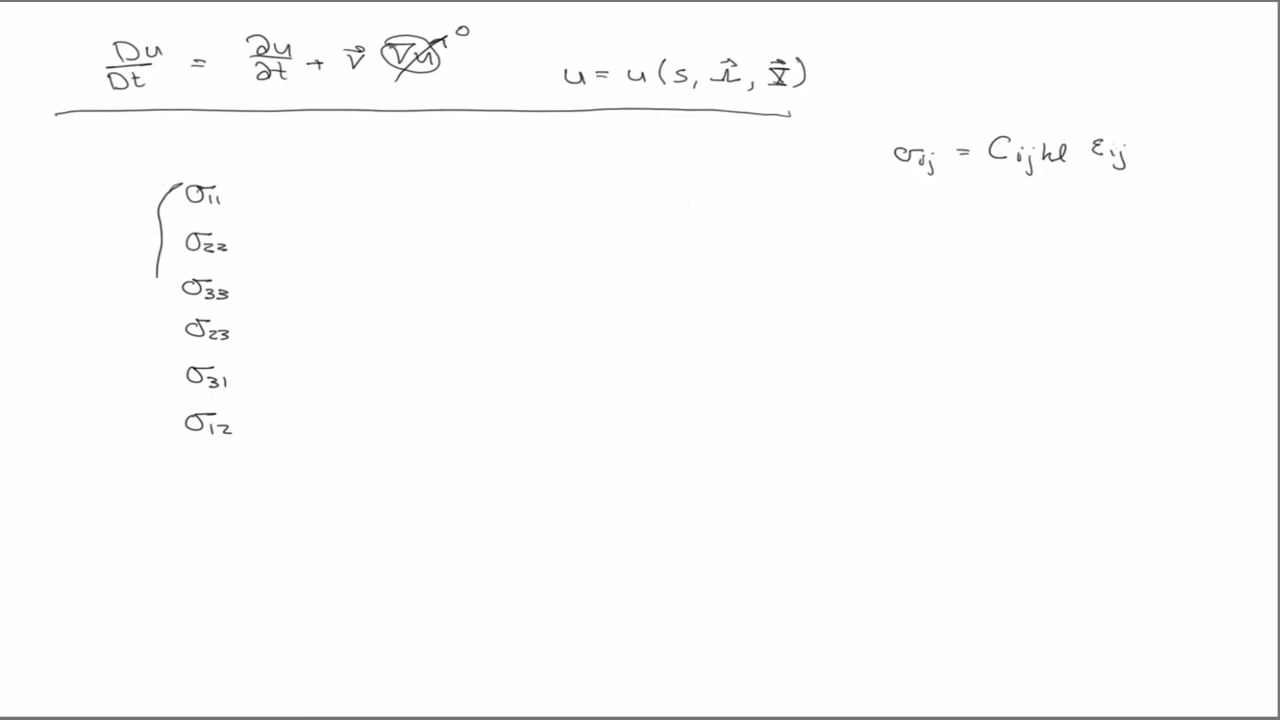 Du/Dt = ∂u/∂t + v⃗ ∇u 0
u = u(s, r⃗, X⃗)
σij = Cijkl εij
σ11
σ22
σ33
σ23
σ31
σ12